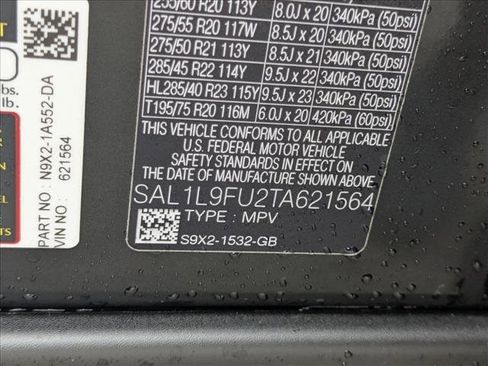 255/60 R20 113Y 8.0J x 20 340kPa (50psi)
275/55 R20 117W 8.5J x 20 340kPa (50psi)
275/50 R21 113Y 8.5J x 21 340kPa (50psi)
285/45 R22 114Y 9.5J x 22 340kPa (50psi)
HL285/40 R23 115Y 9.5J x 23 340kPa (50psi)
T195/75 R20 116M 6.0J x 20 420kPa (60psi)
THIS VEHICLE CONFORMS TO ALL APPLICABLE
U.S. FEDERAL MOTOR VEHICLE
SAFETY STANDARDS IN EFFECT ON
THE DATE OF MANUFACTURE SHOWN ABOVE.
SAL1L9FU2TA621564
TYPE: MPV
S9X2-1532-GB
lbs.
lb.
PART NO : N9X2-1A552-DA
VIN NO : 621564